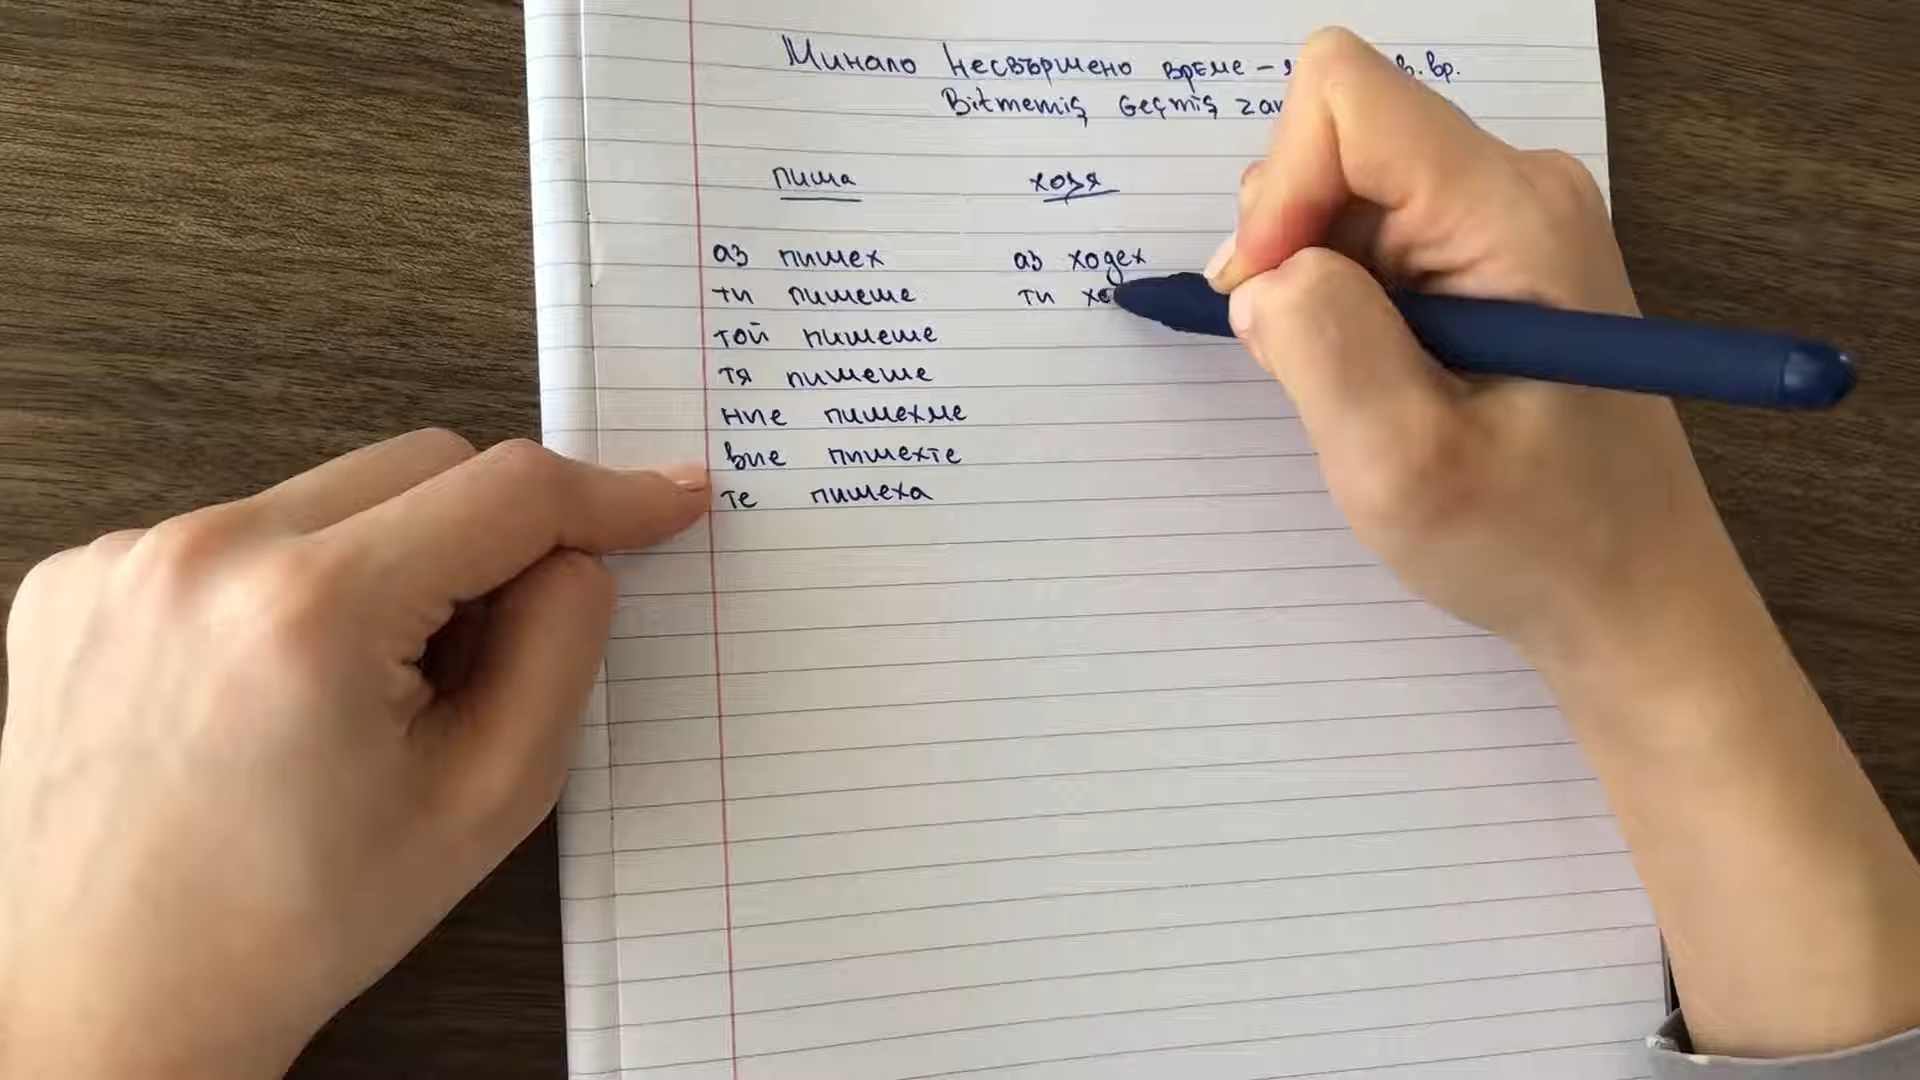 Минало Несвършено време – в.вр.
Bitmemiş Geçmiş
пиша ходя
аз пишех аз ходех
ти пишеше ти
той пишеше
тя пишеше
ние пишехме
вие пишехте
те пишеха